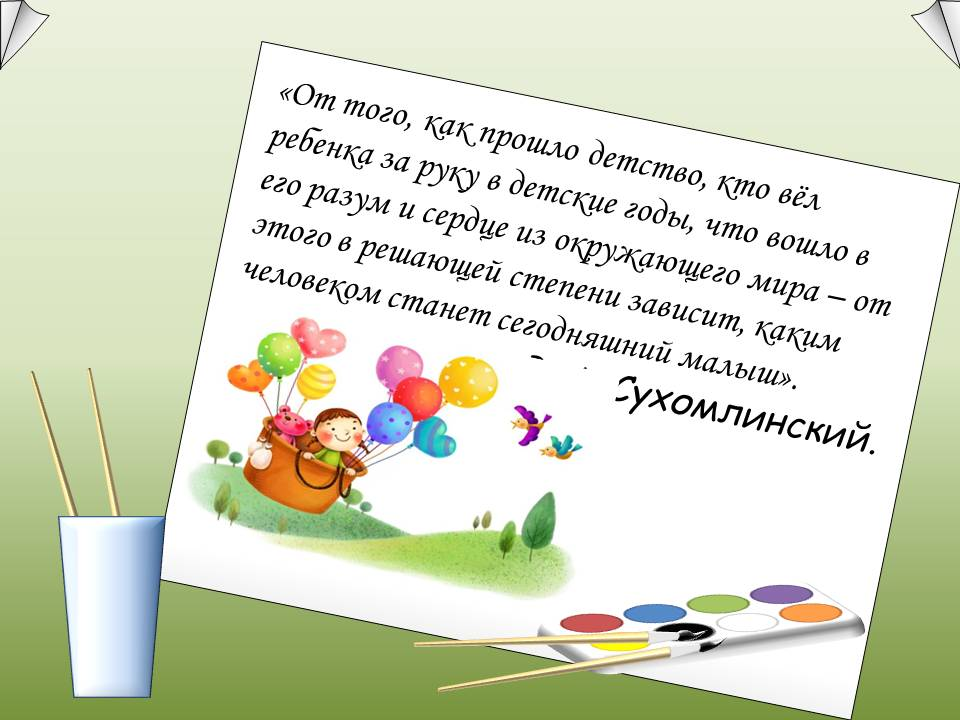 «От того, как прошло детство, кто вёл
ребенка за руку в детские годы, что вошло в
его разум и сердце из окружающего мира – от
этого в решающей степени зависит, каким
человеком станет сегодняшний малыш».
Сухомлинский.